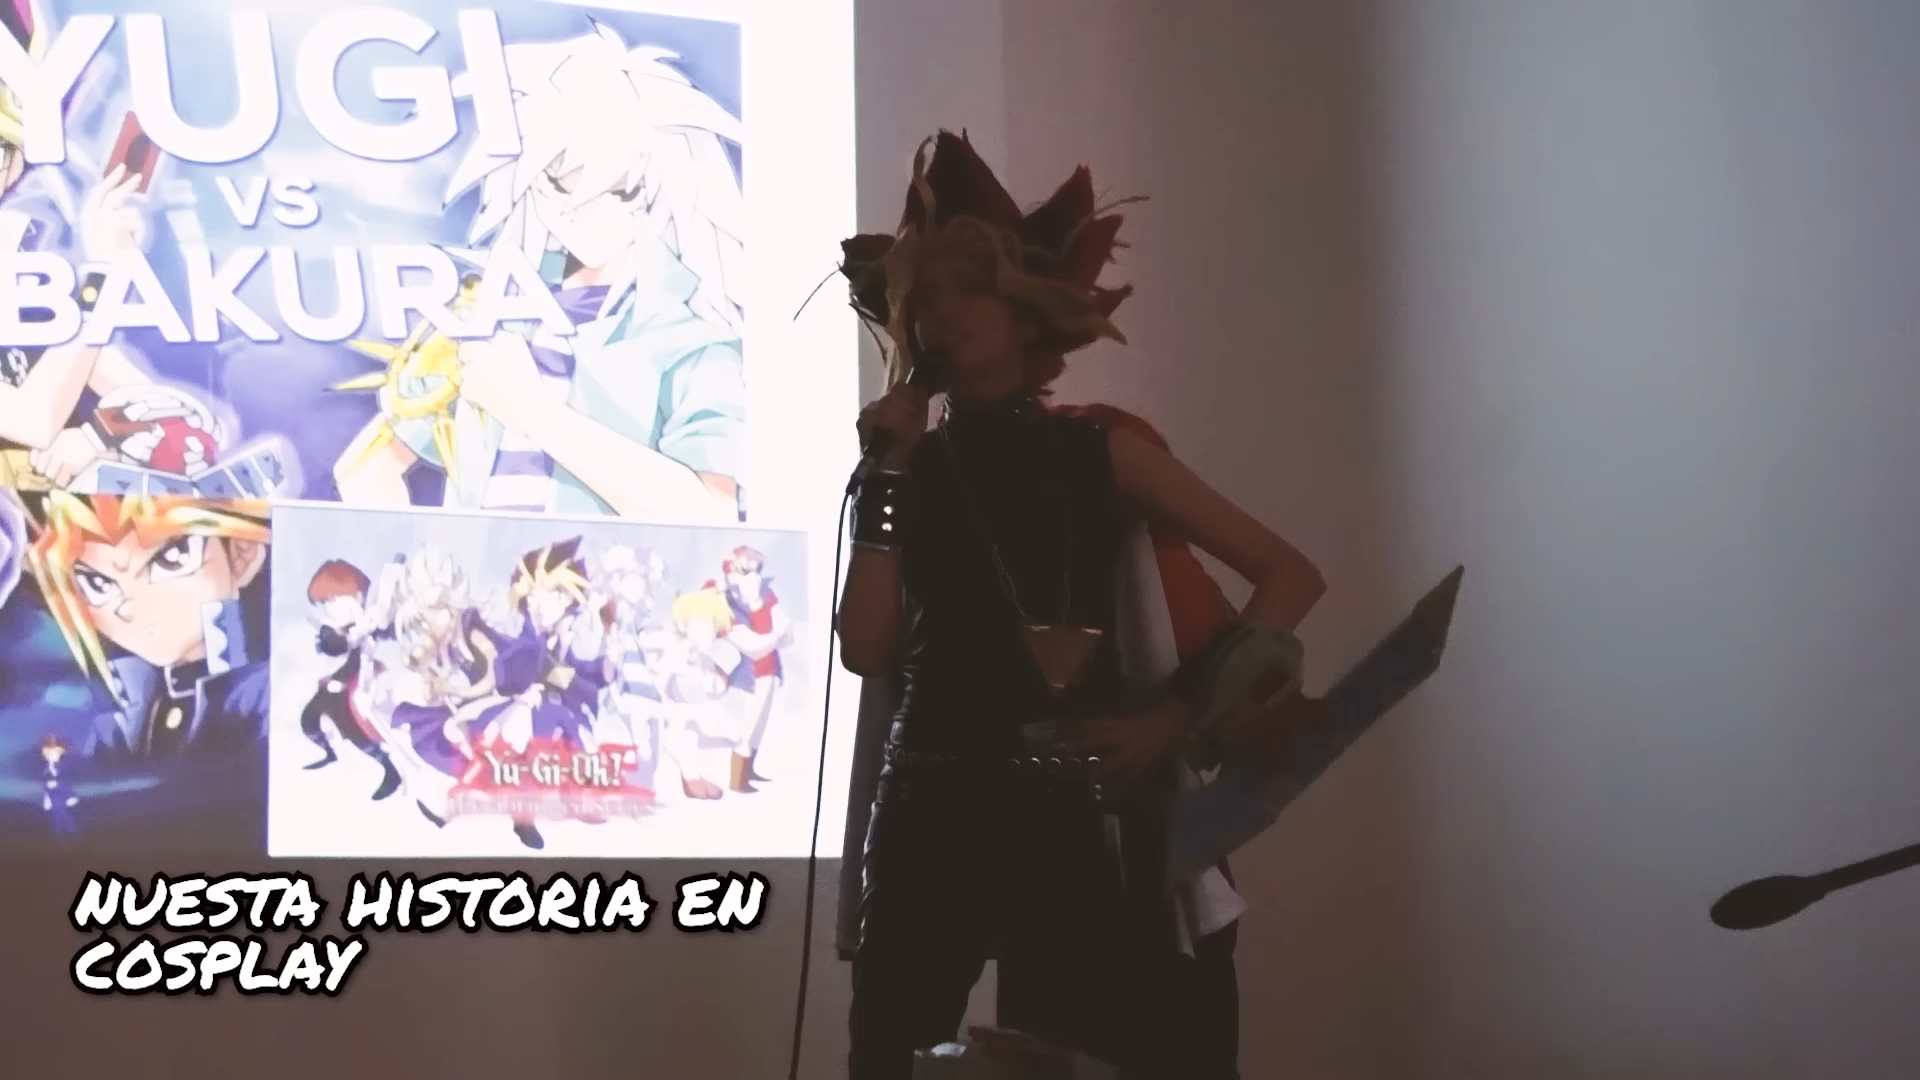 YUGI
VS
BAKURA
Yu-Gi-Oh!
NUESTA HISTORIA EN
COSPLAY